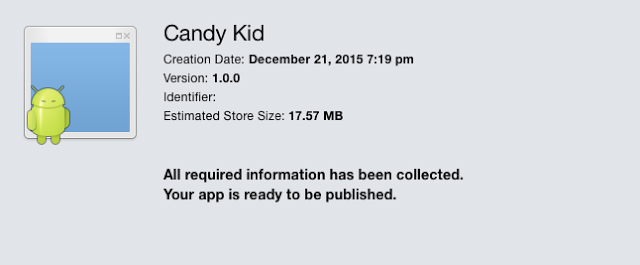 Candy Kid
Creation Date: December 21, 2015 7:19 pm
Version: 1.0.0
Identifier:
Estimated Store Size: 17.57 MB
All required information has been collected.
Your app is ready to be published.